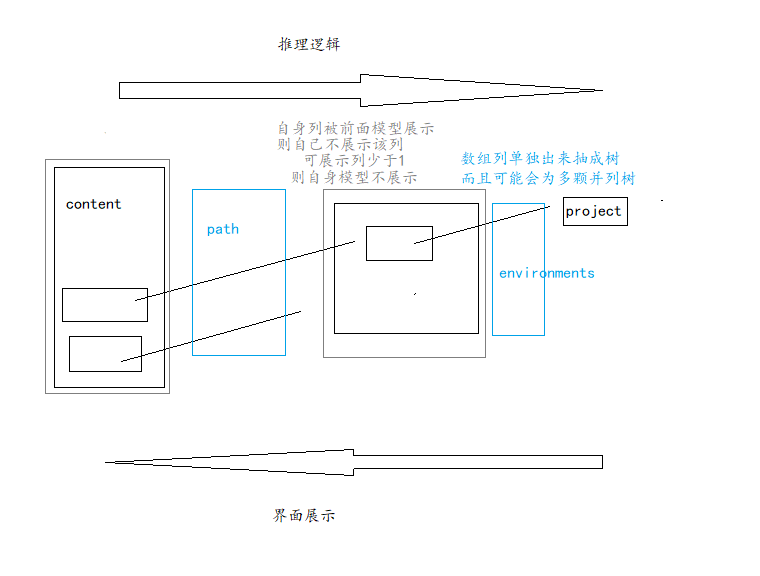 推理逻辑
自身列被前面模型展示
则自己不展示该列
可展示列少于1
则自身模型不展示
数组列单独出来抽成树
而且可能会为多颗并列树
content
path
project
environments
界面展示